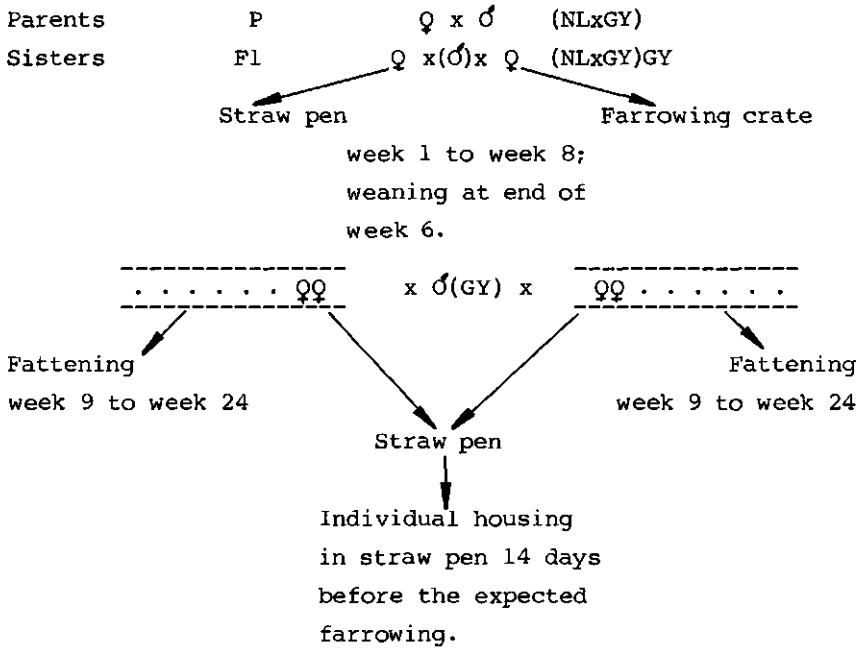 Parents P ♀ x ♂ (NLxGY)
Sisters F1 ♀ x(♂)x ♀ (NLxGY)GY
Straw pen Farrowing crate
week 1 to week 8;
weaning at end of
week 6.
. . . . . . ♀♀ x ♂(GY) x ♀♀ . . . . . .
Fattening Fattening
week 9 to week 24 week 9 to week 24
Straw pen
Individual housing
in straw pen 14 days
before the expected
farrowing.